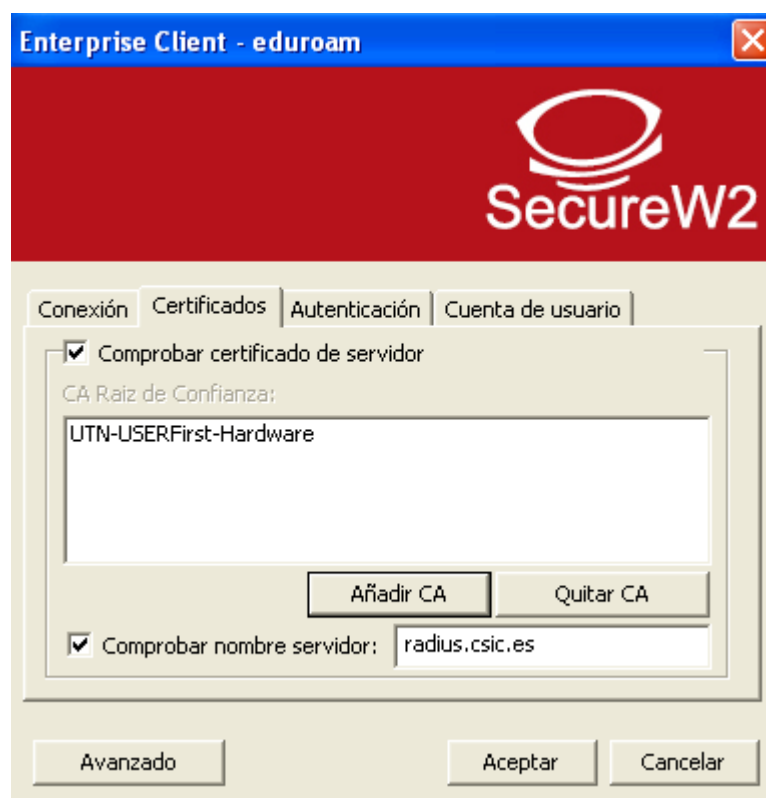 Enterprise Client - eduroam
SecureW2
Conexión Certificados Autenticación Cuenta de usuario
Comprobar certificado de servidor
CA Raiz de Confianza:
UTN-USERFirst-Hardware
Añadir CA Quitar CA
Comprobar nombre servidor: radius.csic.es
Avanzado Aceptar Cancelar